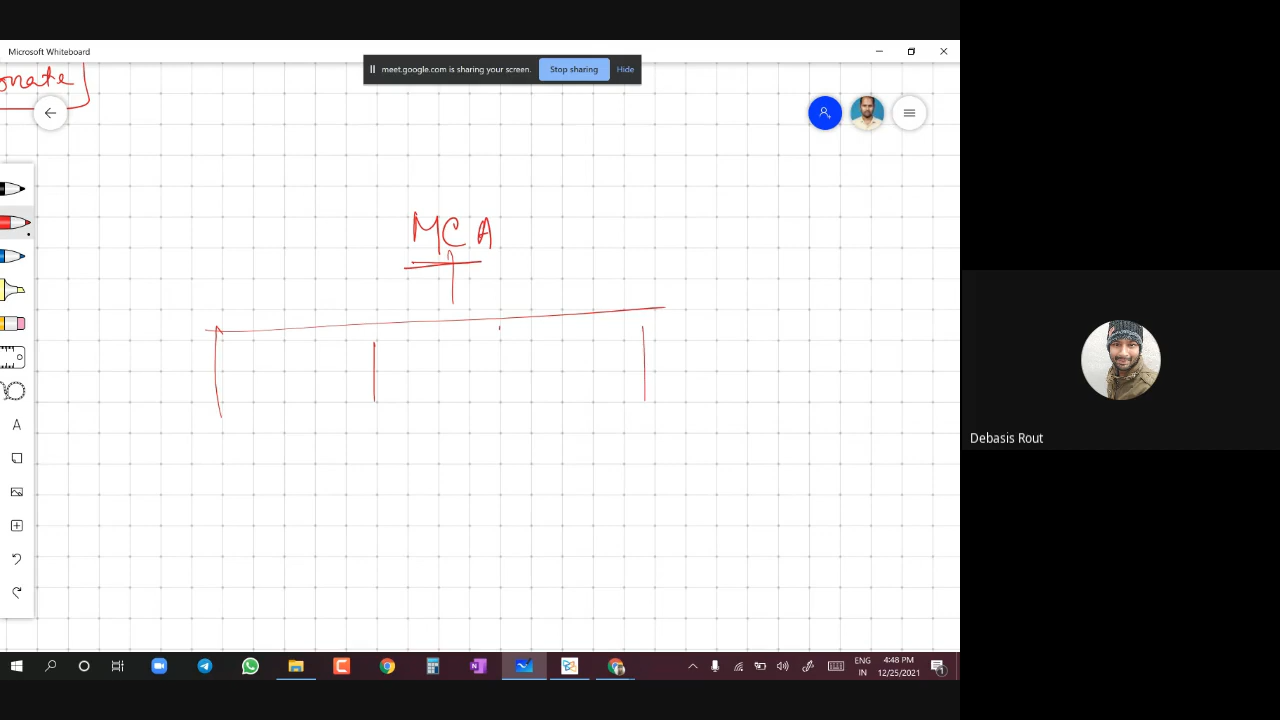 Microsoft Whiteboard
meet.google.com is sharing your screen. Stop sharing Hide
onate
MCA
A
Debasis Rout
ENG 4:48 PM
IN 12/25/2021
1